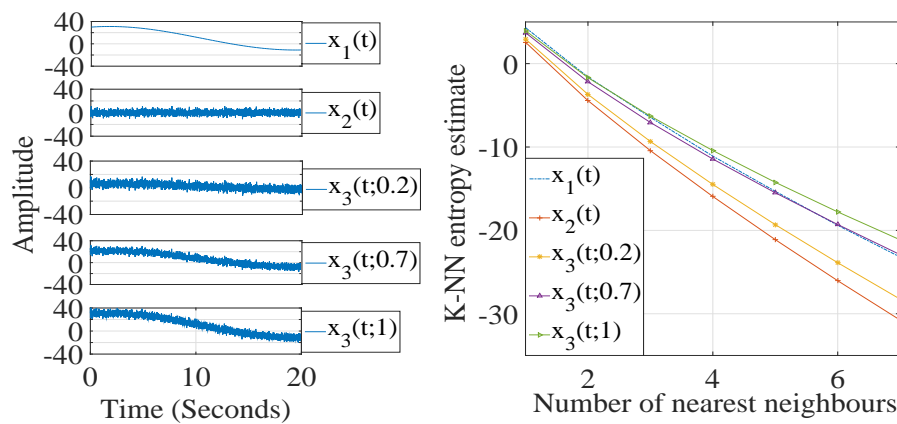 40
0
-40
x1(t)
40
0
-40
x2(t)
40
0
-40
x3(t;0.2)
40
0
-40
x3(t;0.7)
40
0
-40
x3(t;1)
0 10 20
Time (Seconds)
Amplitude
K-NN entropy estimate
0
-10
-20
-30
x1(t)
x2(t)
x3(t;0.2)
x3(t;0.7)
x3(t;1)
2 4 6
Number of nearest neighbours